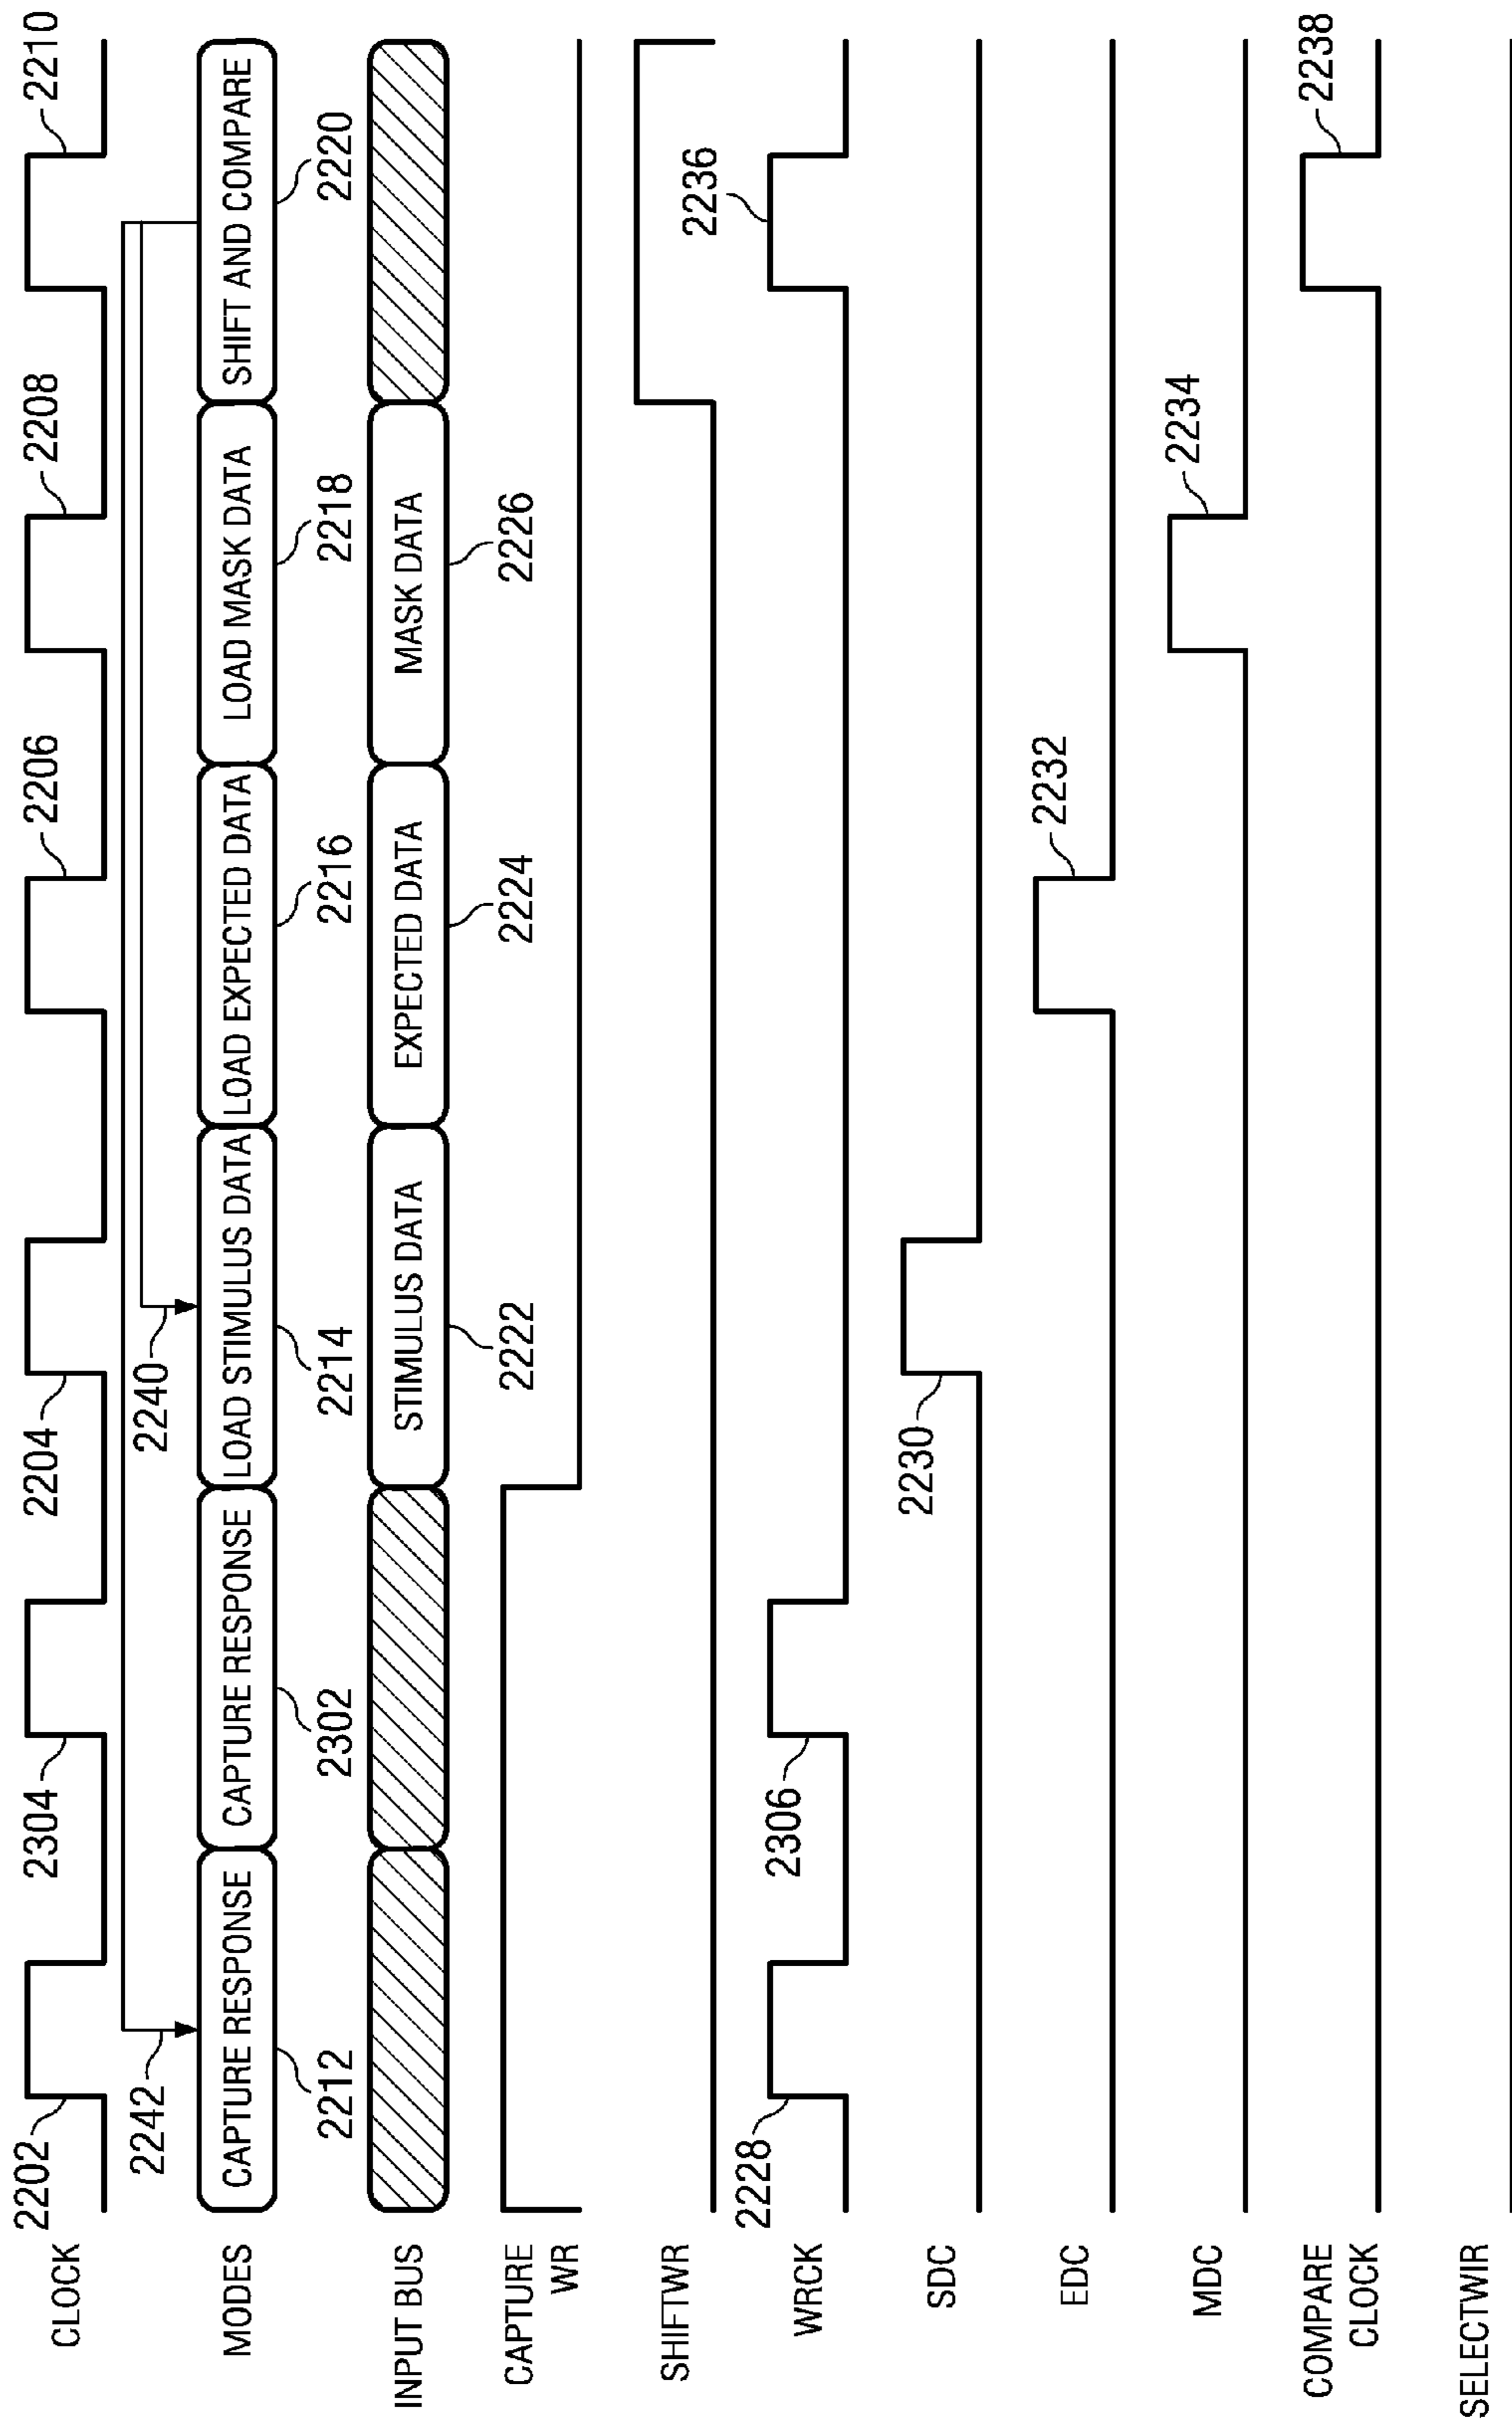 CLOCK
2202
2304
2204
2206
2208
2210
2242
2240
MODES
CAPTURE RESPONSE
CAPTURE RESPONSE
LOAD STIMULUS DATA
LOAD EXPECTED DATA
LOAD MASK DATA
SHIFT AND COMPARE
2212
2302
2214
2216
2218
2220
INPUT BUS
STIMULUS DATA
EXPECTED DATA
MASK DATA
2222
2224
2226
CAPTURE
WR
SHIFTWR
2236
WRCK
2228
2306
SDC
2230
EDC
2232
MDC
2234
COMPARE
CLOCK
2238
SELECTWIR